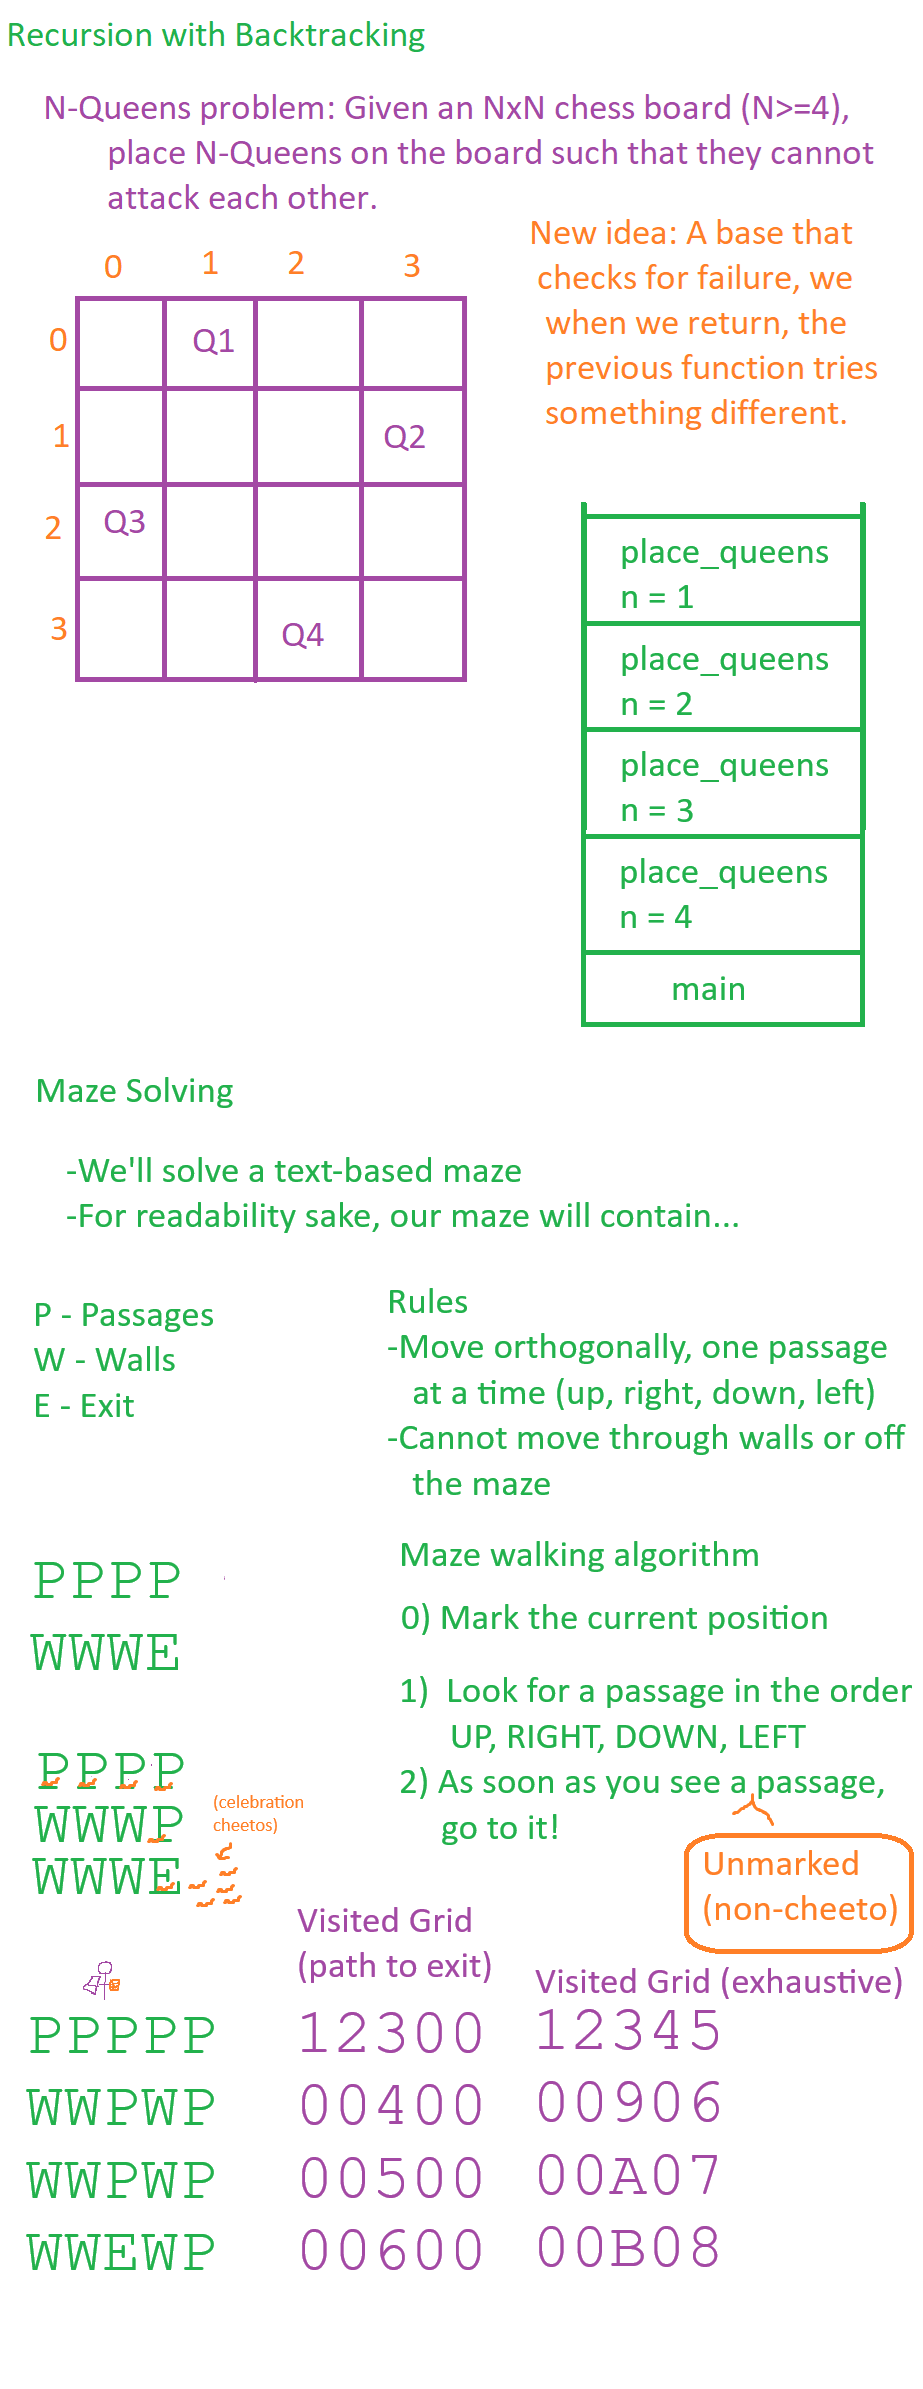 Recursion with Backtracking
N-Queens problem: Given an NxN chess board (N>=4),
place N-Queens on the board such that they cannot
attack each other.
New idea: A base that
checks for failure, we
when we return, the
previous function tries
something different.
0 1 2 3
0 Q1
1 Q2
2 Q3
3 Q4
place_queens
n = 1
place_queens
n = 2
place_queens
n = 3
place_queens
n = 4
main
Maze Solving
-We'll solve a text-based maze
-For readability sake, our maze will contain...
P - Passages
W - Walls
E - Exit
Rules
-Move orthogonally, one passage
at a time (up, right, down, left)
-Cannot move through walls or off
the maze
PPPP
WWWE
Maze walking algorithm
0) Mark the current position
1) Look for a passage in the order
UP, RIGHT, DOWN, LEFT
2) As soon as you see a passage,
go to it!
Unmarked
(non-cheeto)
PPPP
WWWP
WWWE
(celebration
cheetos)
PPPPP
WWPWP
WWPWP
WWEWP
Visited Grid
(path to exit)
12300
00400
00500
00600
Visited Grid (exhaustive)
12345
00906
00A07
00B08